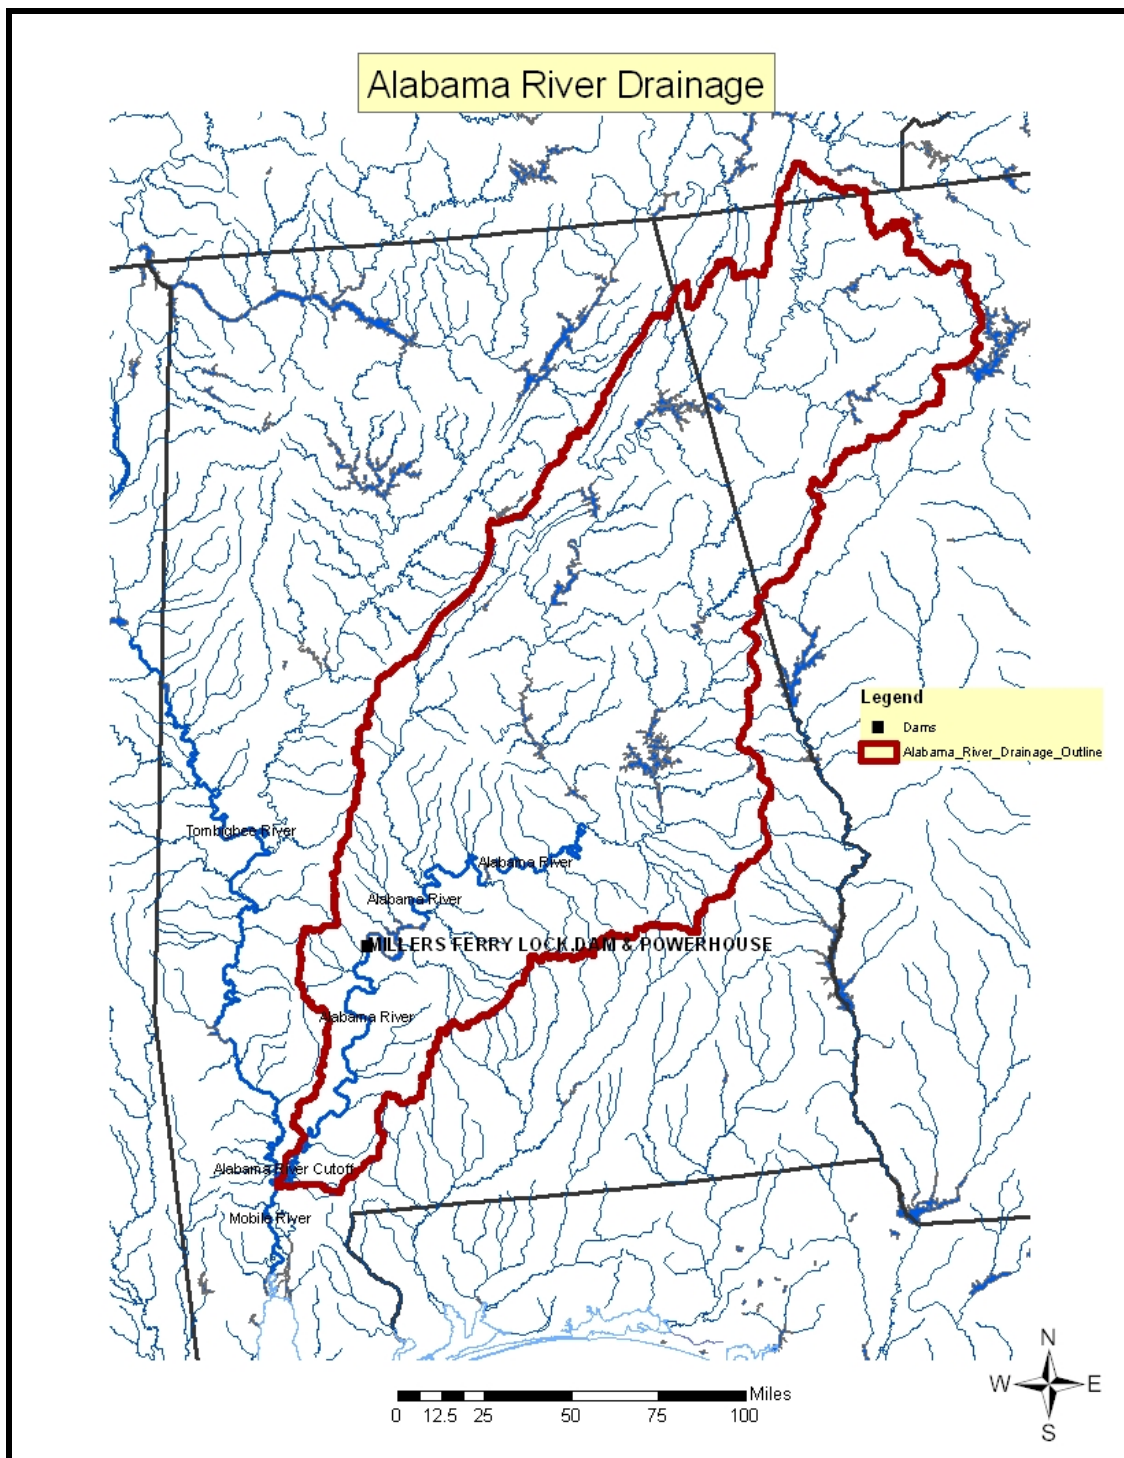 Alabama River Drainage
Legend
Dams
Alabama_River_Drainage_Outline
Tombigbee River
Alabama River
Alabama River
MILLERS FERRY LOCK,DAM & POWERHOUSE
Alabama River
Alabama River Cutoff
Mobile River
N
W E
S
Miles
0 12.5 25 50 75 100